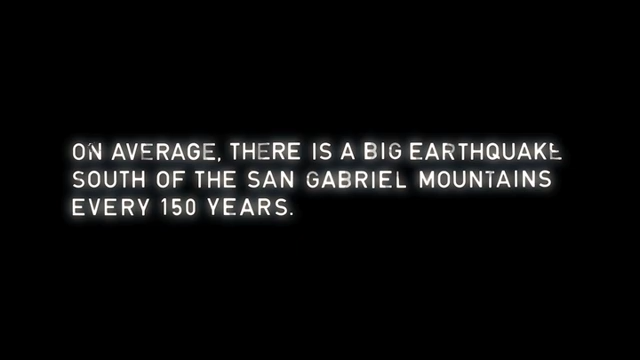 ON AVERAGE, THERE IS A BIG EARTHQUAKE
SOUTH OF THE SAN GABRIEL MOUNTAINS
EVERY 150 YEARS.